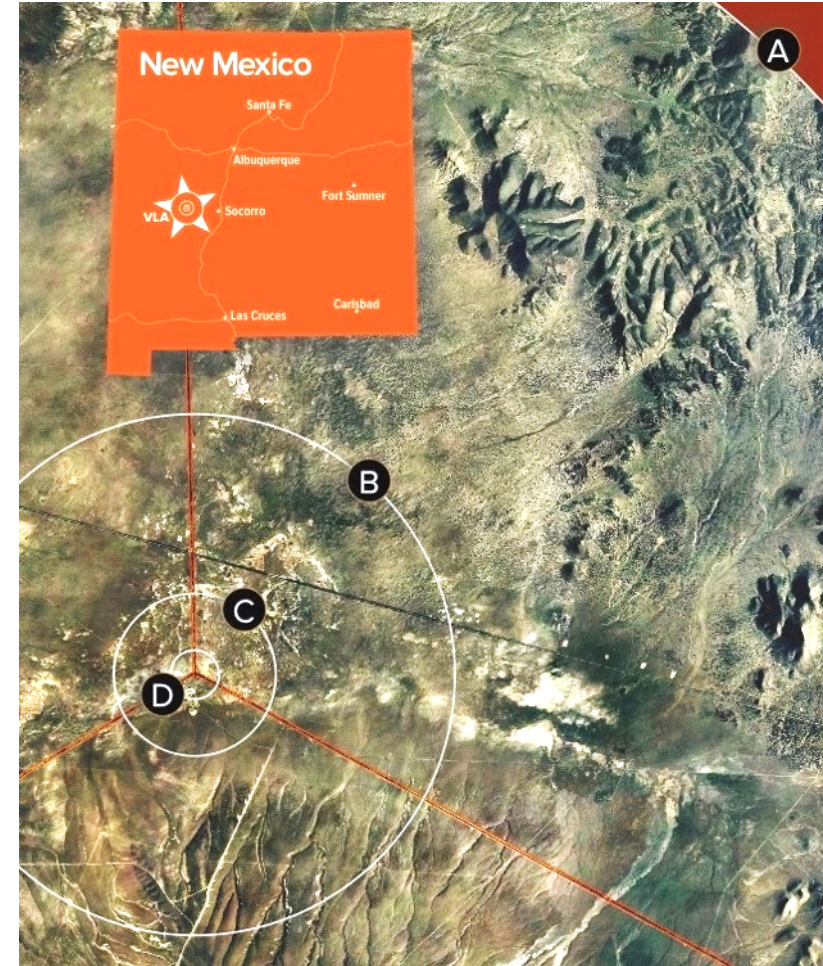 New Mexico
Santa Fe
Albuquerque
Fort Sumner
VLA
Socorro
Carlsbad
Las Cruces
A
B
C
D